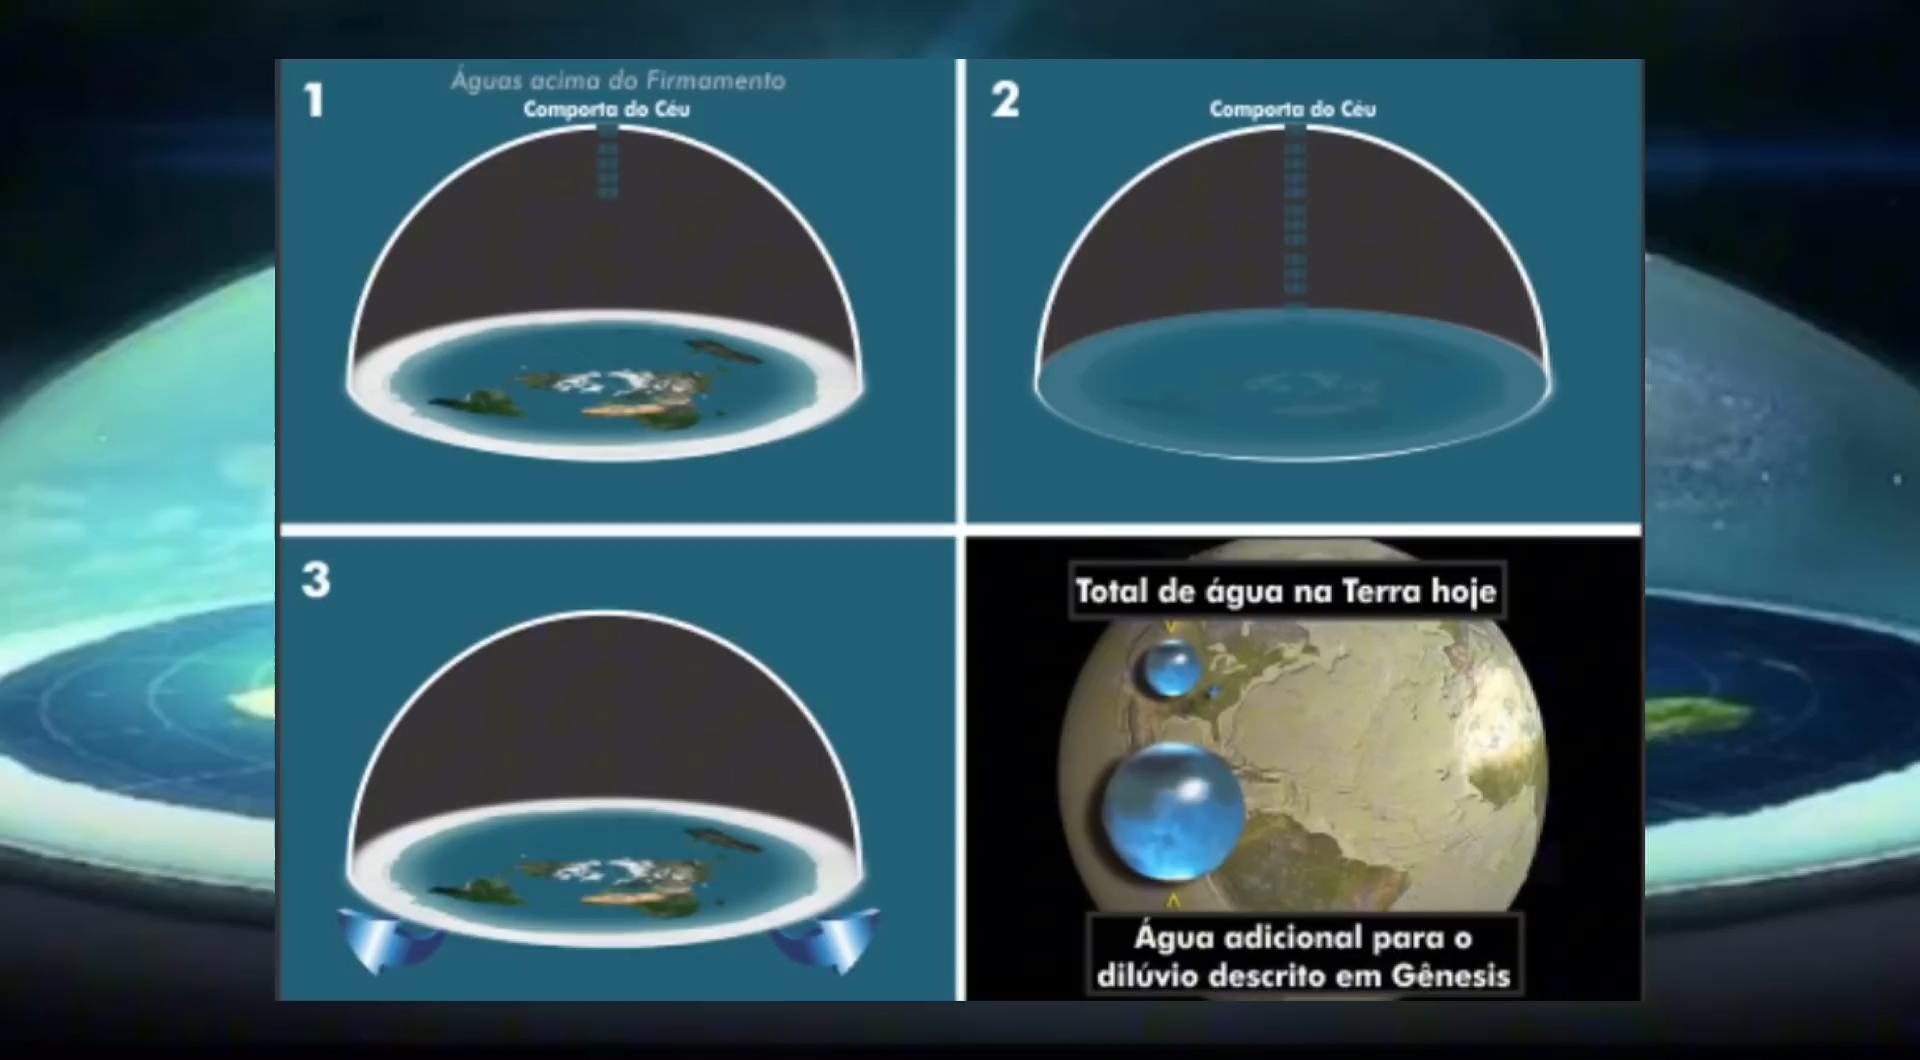 1
Águas acima do Firmamento
Comporta do Céu
2
Comporta do Céu
3
Total de água na Terra hoje
Água adicional para o
dilúvio descrito em Gênesis